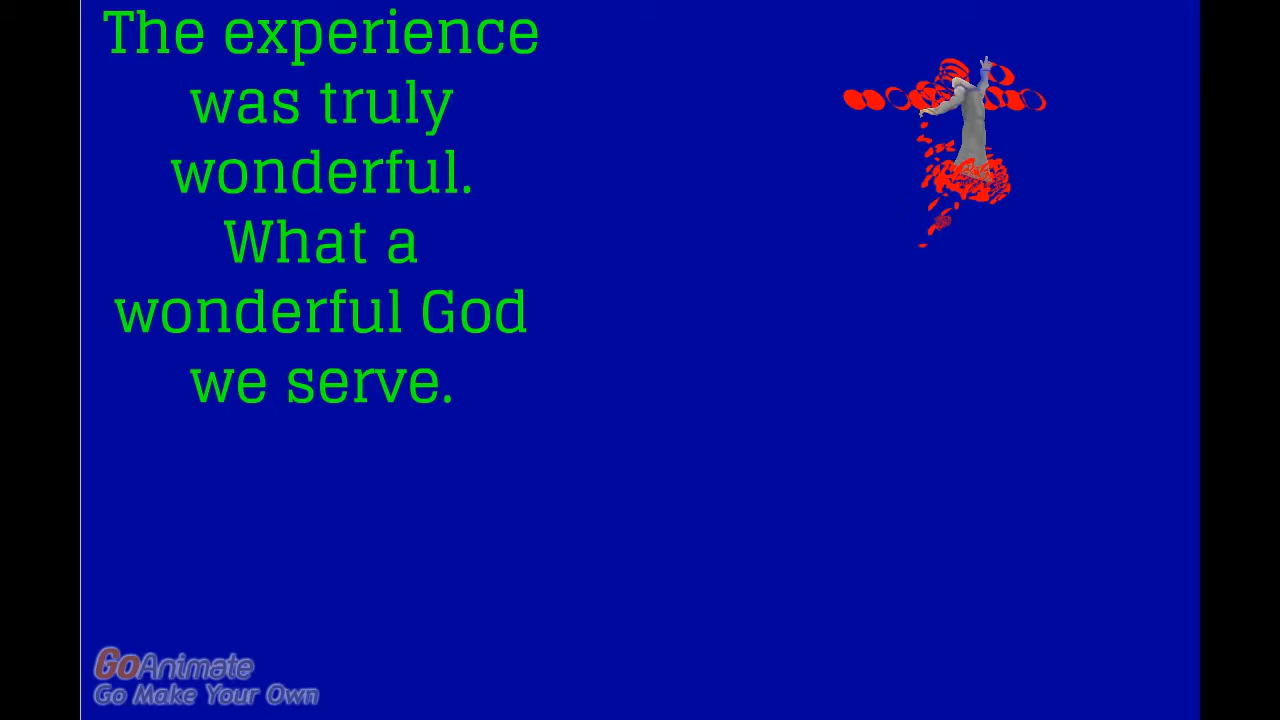 The experience
was truly
wonderful.
What a
wonderful God
we serve.
GoAnimate
Go Make Your Own